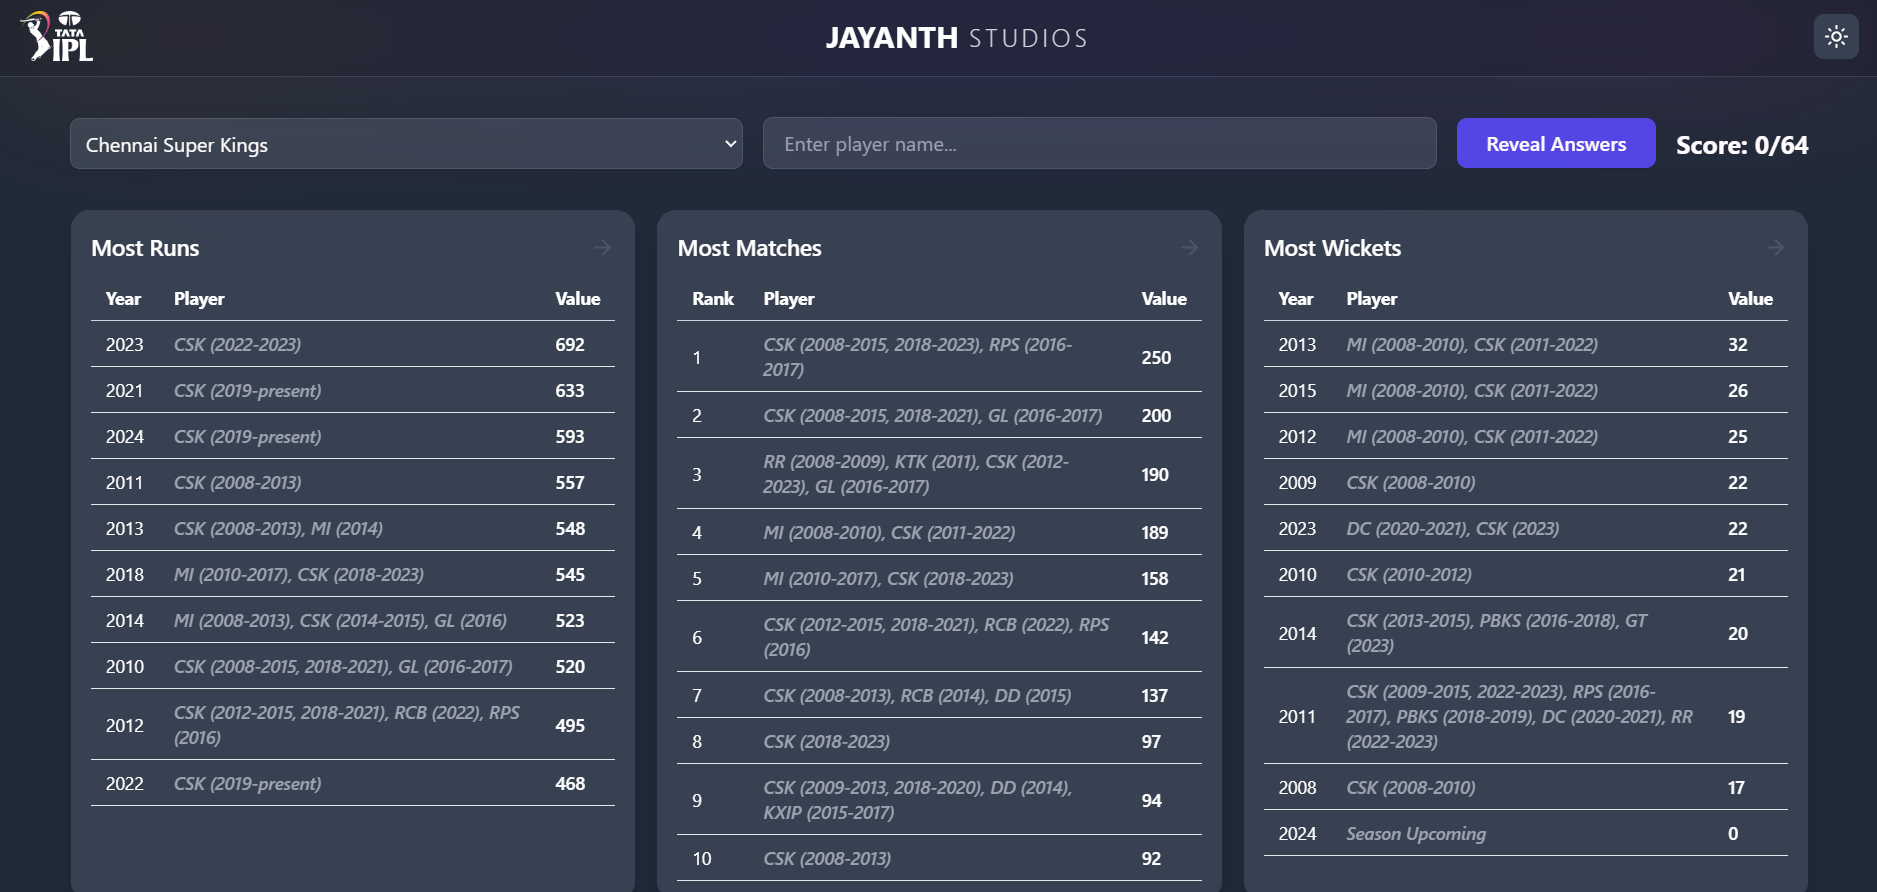 TATA
IPL
JAYANTH STUDIOS
Chennai Super Kings
Enter player name...
Reveal Answers
Score: 0/64
Most Runs
Year Player Value
2023 CSK (2022-2023) 692
2021 CSK (2019-present) 633
2024 CSK (2019-present) 593
2011 CSK (2008-2013) 557
2013 CSK (2008-2013), MI (2014) 548
2018 MI (2010-2017), CSK (2018-2023) 545
2014 MI (2008-2013), CSK (2014-2015), GL (2016) 523
2010 CSK (2008-2015, 2018-2021), GL (2016-2017) 520
2012 CSK (2012-2015, 2018-2021), RCB (2022), RPS
(2016) 495
2022 CSK (2019-present) 468
Most Matches
Rank Player Value
1 CSK (2008-2015, 2018-2023), RPS (2016-
2017) 250
2 CSK (2008-2015, 2018-2021), GL (2016-2017) 200
3 RR (2008-2009), KTK (2011), CSK (2012-
2023), GL (2016-2017) 190
4 MI (2008-2010), CSK (2011-2022) 189
5 MI (2010-2017), CSK (2018-2023) 158
6 CSK (2012-2015, 2018-2021), RCB (2022), RPS
(2016) 142
7 CSK (2008-2013), RCB (2014), DD (2015) 137
8 CSK (2018-2023) 97
9 CSK (2009-2013, 2018-2020), DD (2014),
KXIP (2015-2017) 94
10 CSK (2008-2013) 92
Most Wickets
Year Player Value
2013 MI (2008-2010), CSK (2011-2022) 32
2015 MI (2008-2010), CSK (2011-2022) 26
2012 MI (2008-2010), CSK (2011-2022) 25
2009 CSK (2008-2010) 22
2023 DC (2020-2021), CSK (2023) 22
2010 CSK (2010-2012) 21
2014 CSK (2013-2015), PBKS (2016-2018), GT
(2023) 20
2011 CSK (2009-2015, 2022-2023), RPS (2016-
2017), PBKS (2018-2019), DC (2020-2021), RR
(2022-2023) 19
2008 CSK (2008-2010) 17
2024 Season Upcoming 0